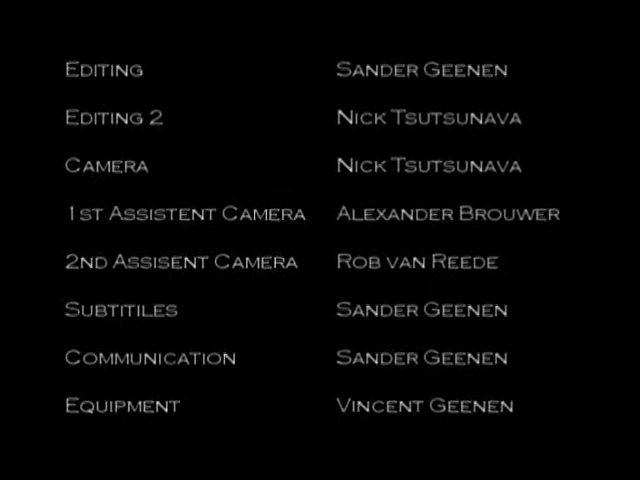 Editing Sander Geenen
Editing 2 Nick Tsutsunava
Camera Nick Tsutsunava
1st Assistent Camera Alexander Brouwer
2nd Assisent Camera Rob van Reede
Subtitiles Sander Geenen
Communication Sander Geenen
Equipment Vincent Geenen